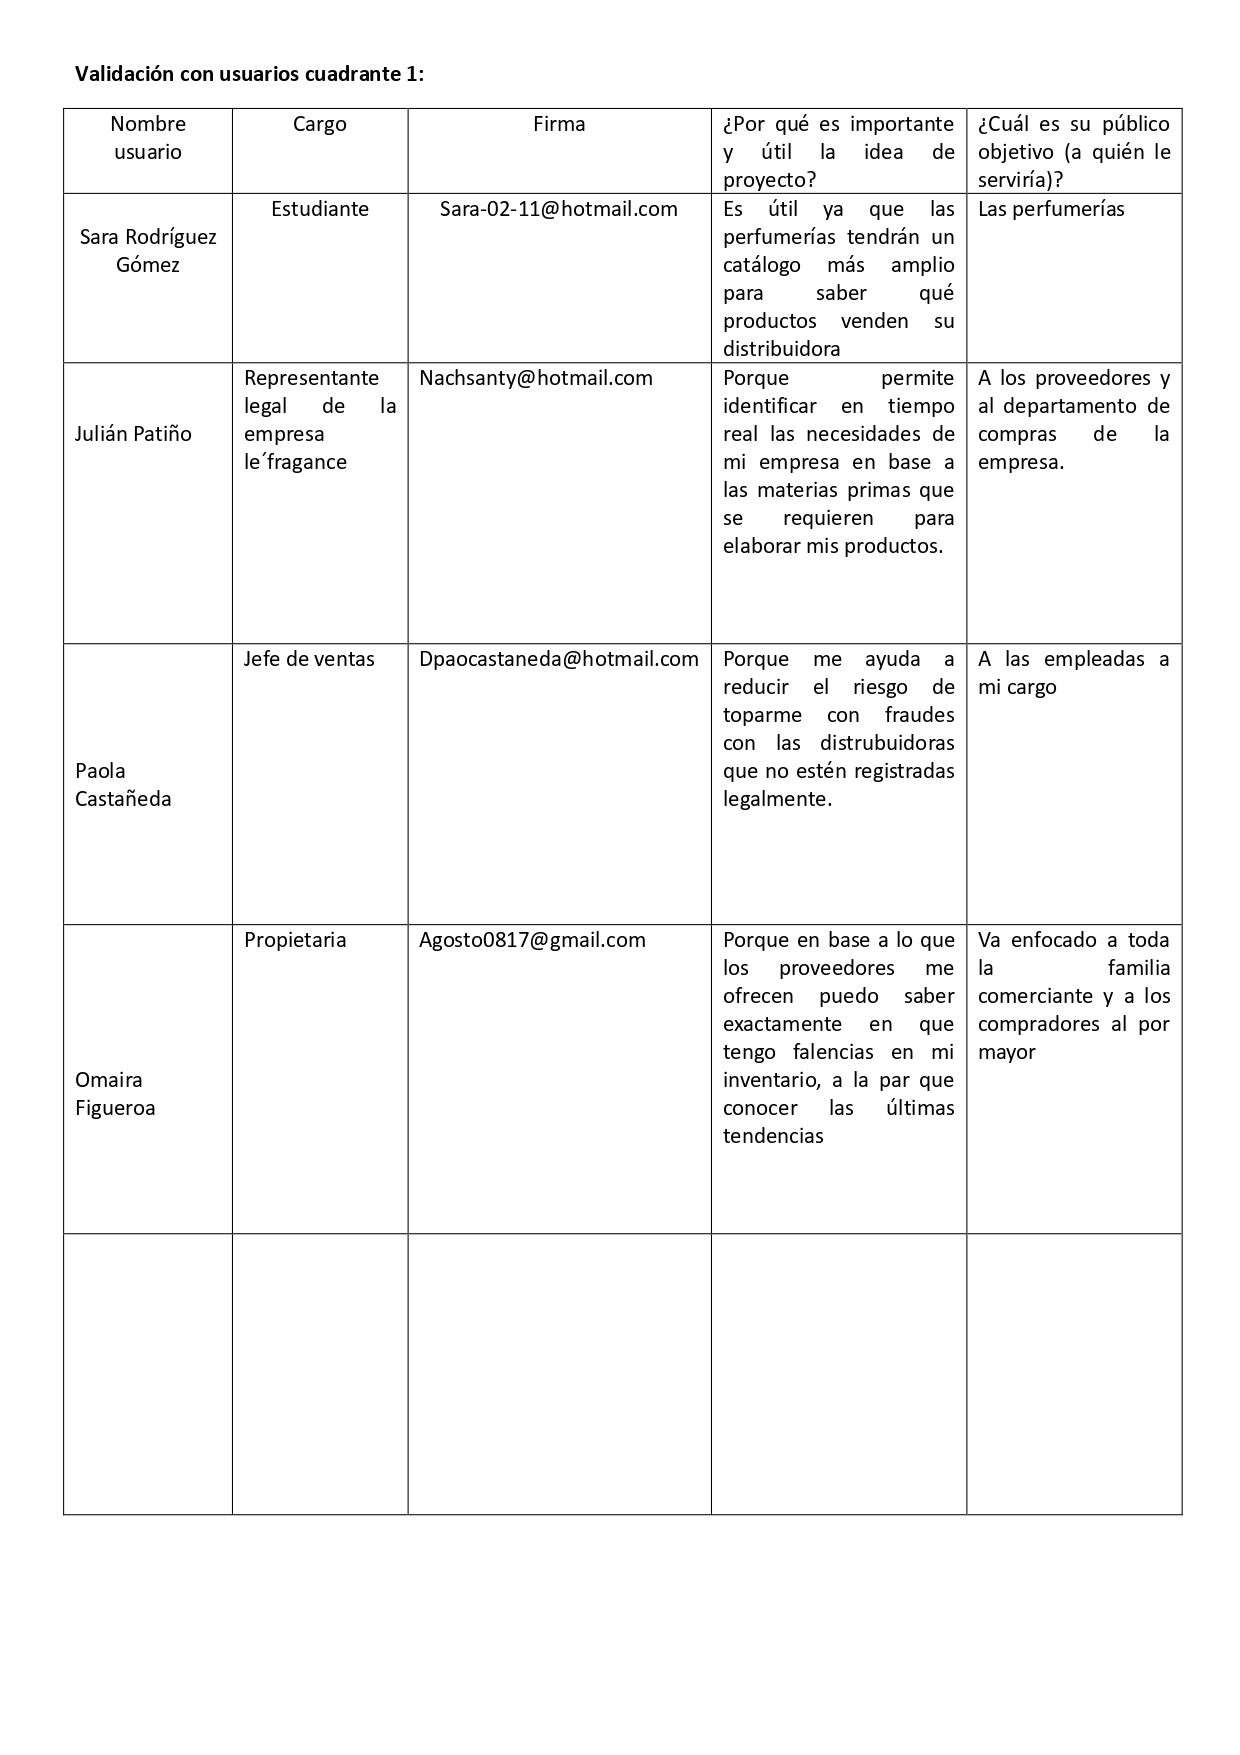 Validación con usuarios cuadrante 1:
Nombre
usuario
Cargo
Firma
¿Por qué es importante
y útil la idea de
proyecto?
¿Cuál es su público
objetivo (a quién le
serviría)?
Sara Rodríguez
Gómez
Estudiante
Sara-02-11@hotmail.com
Es útil ya que las
perfumerías tendrán un
catálogo más amplio
para saber qué
productos venden su
distribuidora
Las perfumerías
Julián Patiño
Representante
legal de la
empresa
le´fragance
Nachsanty@hotmail.com
Porque permite
identificar en tiempo
real las necesidades de
mi empresa en base a
las materias primas que
se requieren para
elaborar mis productos.
A los proveedores y
al departamento de
compras de la
empresa.
Paola
Castañeda
Jefe de ventas
Dpaocastaneda@hotmail.com
Porque me ayuda a
reducir el riesgo de
toparme con fraudes
con las distrubuidoras
que no estén registradas
legalmente.
A las empleadas a
mi cargo
Omaira
Figueroa
Propietaria
Agosto0817@gmail.com
Porque en base a lo que
los proveedores me
ofrecen puedo saber
exactamente en que
tengo falencias en mi
inventario, a la par que
conocer las últimas
tendencias
Va enfocado a toda
la familia
comerciante y a los
compradores al por
mayor